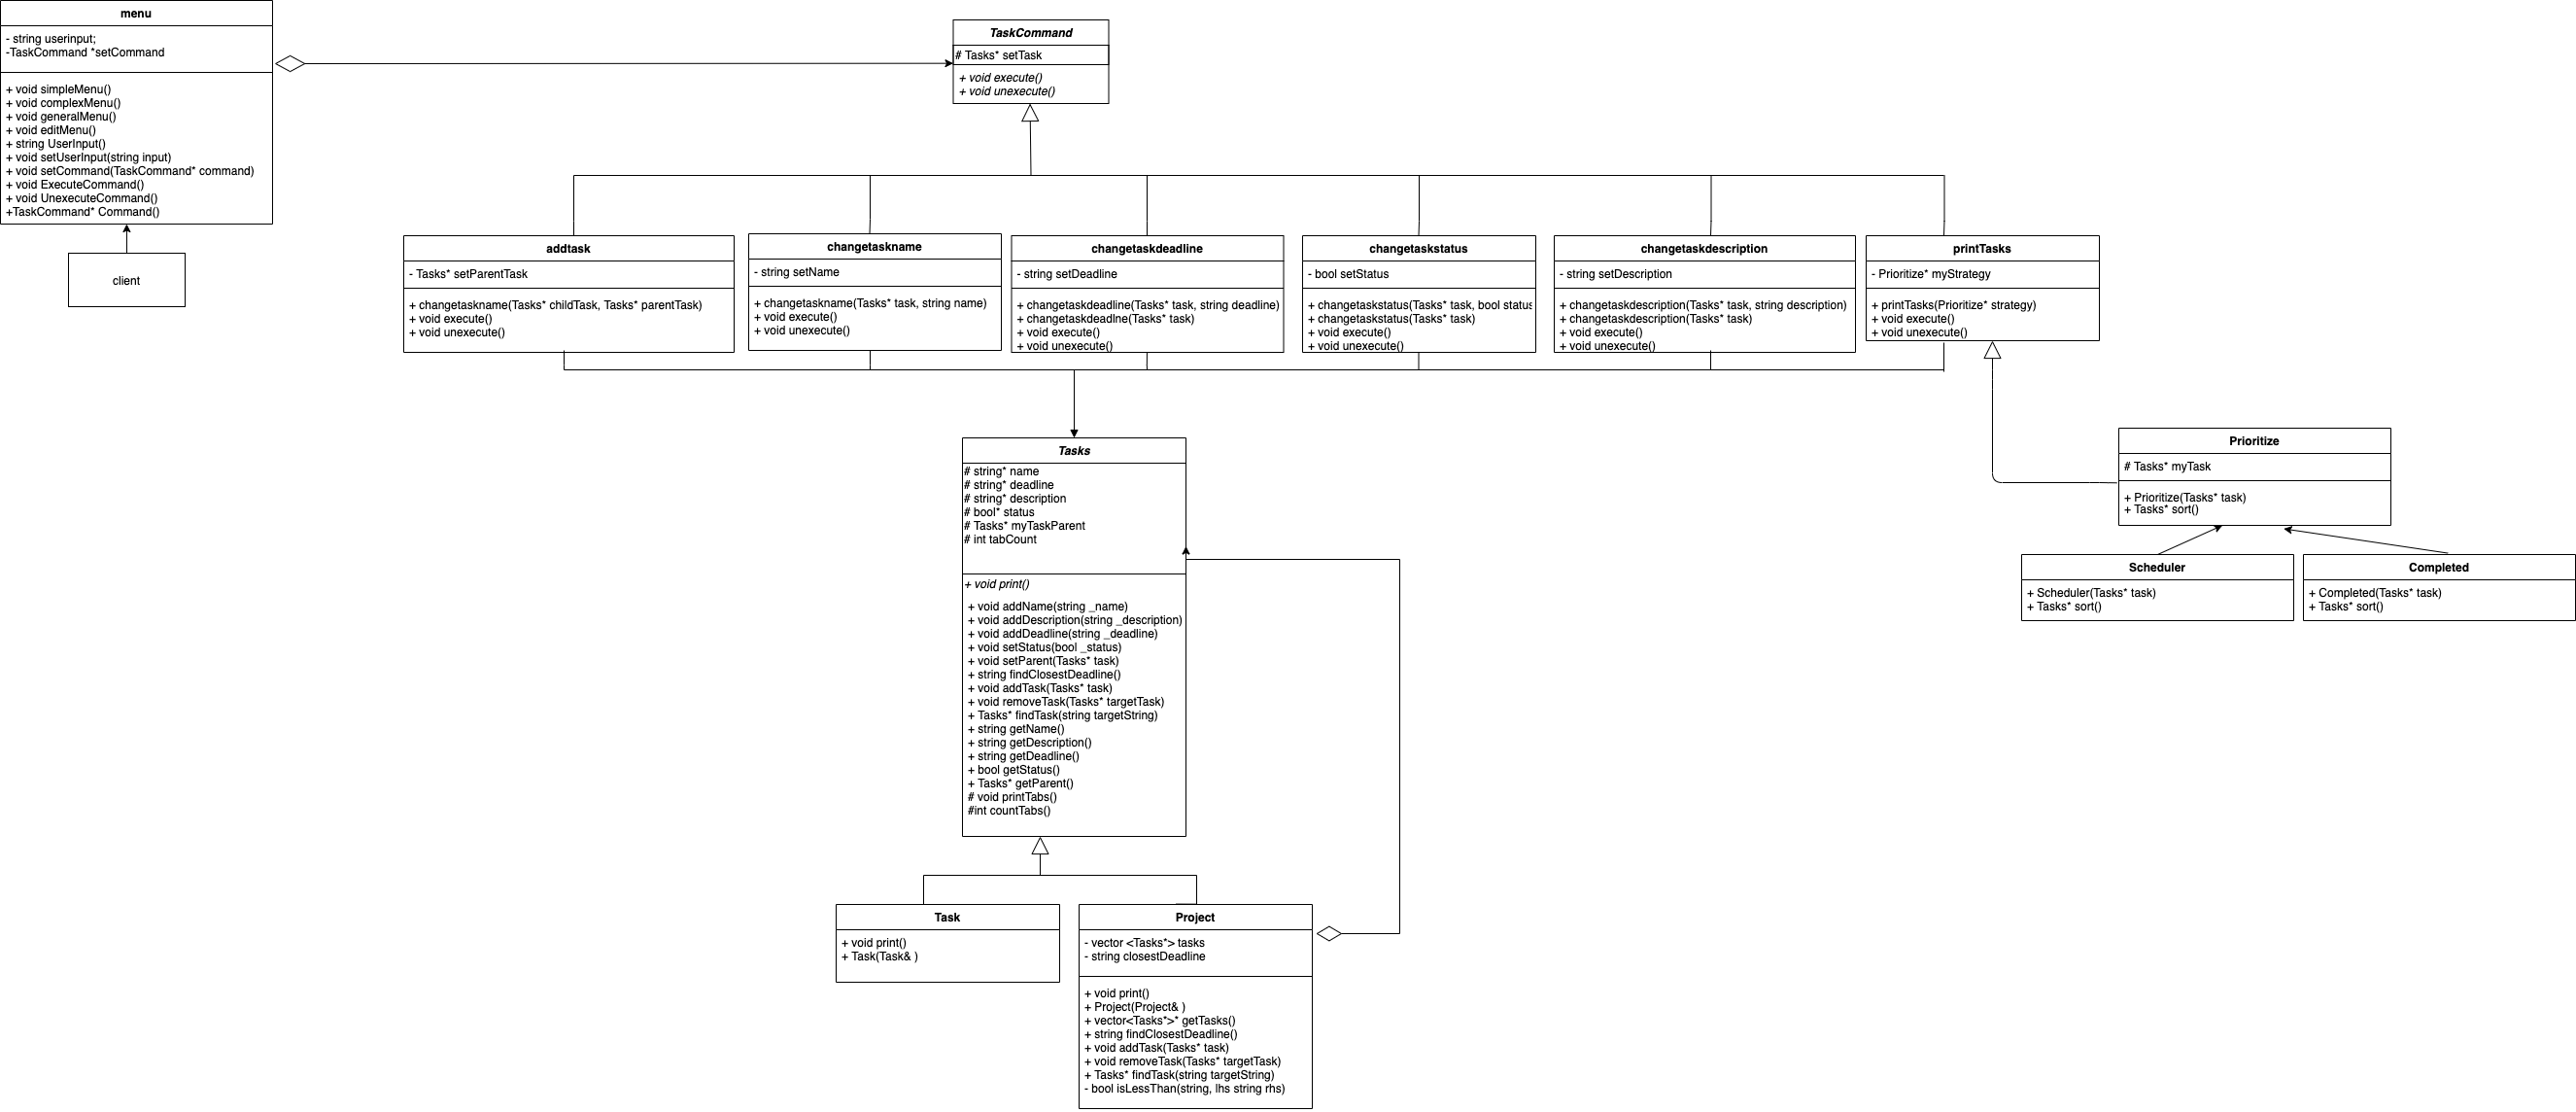 menu
- string userinput;
-TaskCommand *setCommand
+ void simpleMenu()
+ void complexMenu()
+ void generalMenu()
+ void editMenu()
+ string UserInput()
+ void setUserInput(string input)
+ void setCommand(TaskCommand* command)
+ void ExecuteCommand()
+ void UnexecuteCommand()
+TaskCommand* Command()
client
TaskCommand
# Tasks* setTask
+ void execute()
+ void unexecute()
addtask
- Tasks* setParentTask
+ changetaskname(Tasks* childTask, Tasks* parentTask)
+ void execute()
+ void unexecute()
changetaskname
- string setName
+ changetaskname(Tasks* task, string name)
+ void execute()
+ void unexecute()
changetaskdeadline
- string setDeadline
+ changetaskdeadline(Tasks* task, string deadline)
+ changetaskdeadlne(Tasks* task)
+ void execute()
+ void unexecute()
changetaskstatus
- bool setStatus
+ changetaskstatus(Tasks* task, bool status
+ changetaskstatus(Tasks* task)
+ void execute()
+ void unexecute()
changetaskdescription
- string setDescription
+ changetaskdescription(Tasks* task, string description)
+ changetaskdescription(Tasks* task)
+ void execute()
+ void unexecute()
printTasks
- Prioritize* myStrategy
+ printTasks(Prioritize* strategy)
+ void execute()
+ void unexecute()
Tasks
# string* name
# string* deadline
# string* description
# bool* status
# Tasks* myTaskParent
# int tabCount
+ void print()
+ void addName(string _name)
+ void addDescription(string _description)
+ void addDeadline(string _deadline)
+ void setStatus(bool _status)
+ void setParent(Tasks* task)
+ string findClosestDeadline()
+ void addTask(Tasks* task)
+ void removeTask(Tasks* targetTask)
+ Tasks* findTask(string targetString)
+ string getName()
+ string getDescription()
+ string getDeadline()
+ bool getStatus()
+ Tasks* getParent()
# void printTabs()
#int countTabs()
Prioritize
# Tasks* myTask
+ Prioritize(Tasks* task)
+ Tasks* sort()
Scheduler
+ Scheduler(Tasks* task)
+ Tasks* sort()
Completed
+ Completed(Tasks* task)
+ Tasks* sort()
Task
+ void print()
+ Task(Task& )
Project
- vector <Tasks*> tasks
- string closestDeadline
+ void print()
+ Project(Project& )
+ vector<Tasks*>* getTasks()
+ string findClosestDeadline()
+ void addTask(Tasks* task)
+ void removeTask(Tasks* targetTask)
+ Tasks* findTask(string targetString)
- bool isLessThan(string, lhs string rhs)